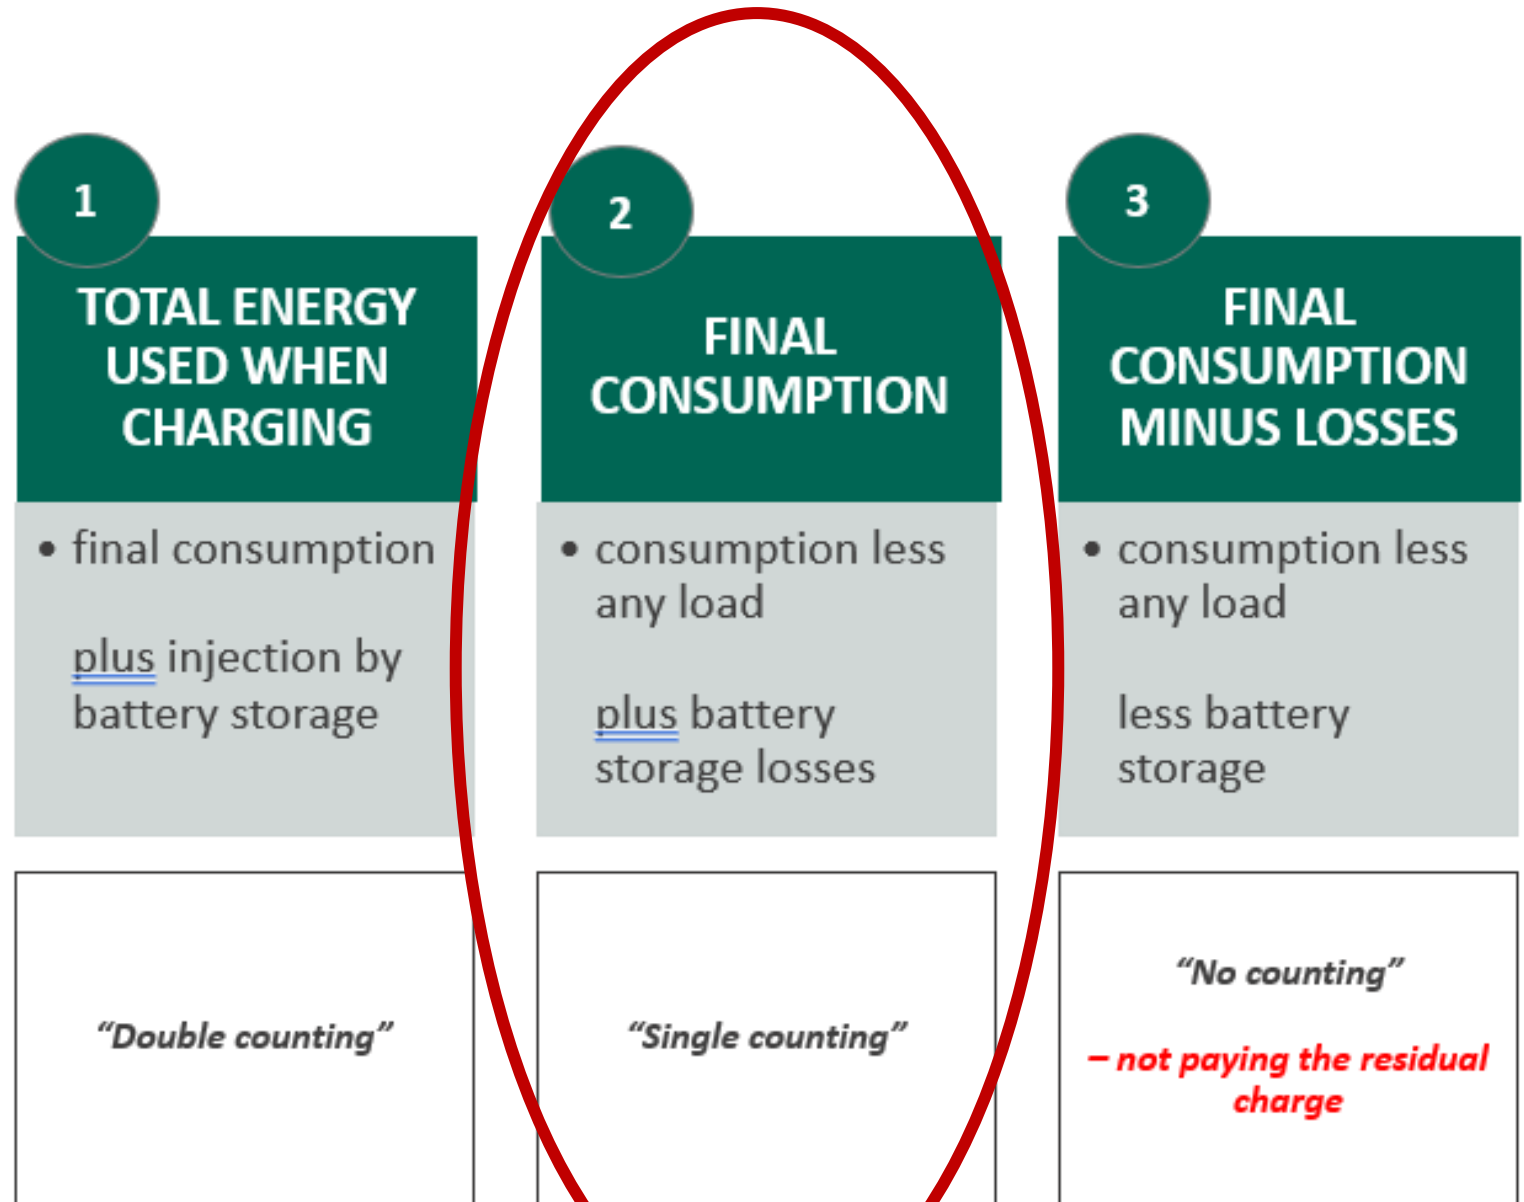 1
TOTAL ENERGY
USED WHEN
CHARGING
• final consumption
plus injection by
battery storage
“Double counting”
2
FINAL
CONSUMPTION
• consumption less
any load
plus battery
storage losses
“Single counting”
3
FINAL
CONSUMPTION
MINUS LOSSES
• consumption less
any load
less battery
storage
“No counting”
– not paying the residual
charge